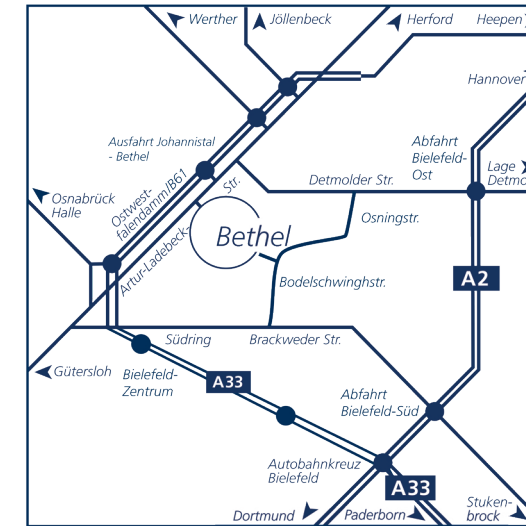 Werther
Jöllenbeck
Herford
Heepen
Hannover
Ausfahrt Johannistal
- Bethel
Abfahrt
Bielefeld-
Ost
Lage
Detmo
Osnabrück
Halle
Ostwest-
falendamm/B61
Str.
Artur-Ladebeck-
Detmolder Str.
Osningstr.
Bethel
Bodelschwinghstr.
A2
Südring
Brackweder Str.
Gütersloh
Bielefeld-
Zentrum
A33
Abfahrt
Bielefeld-Süd
Autobahnkreuz
Bielefeld
A33
Dortmund
Paderborn
Stuken-
brock